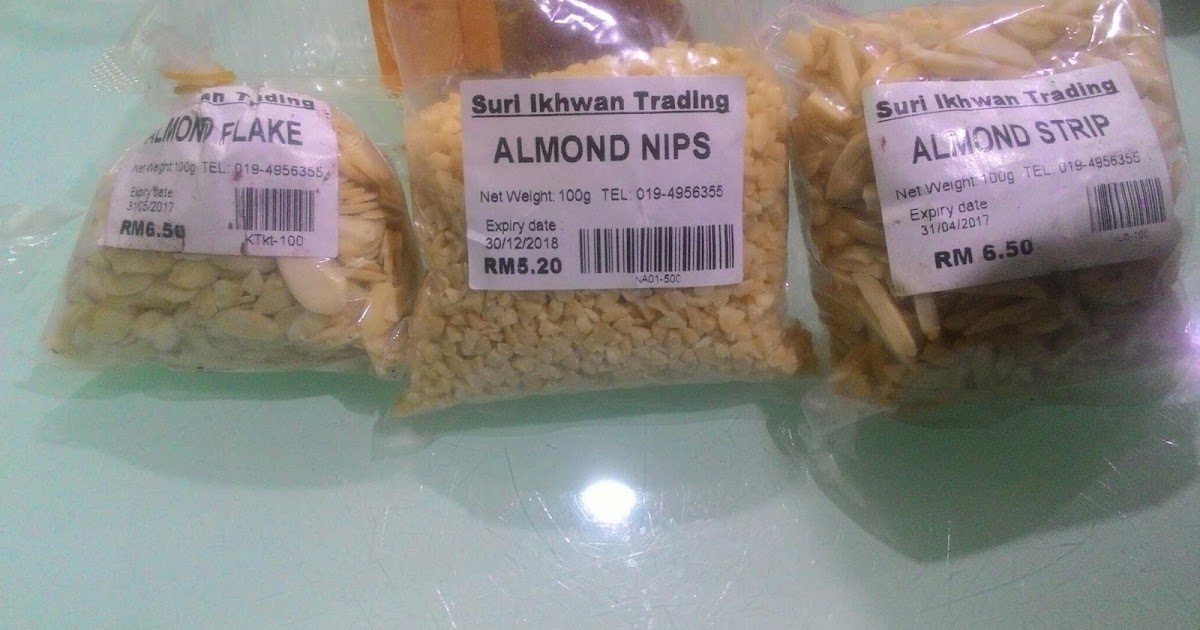 an Trading
ALMOND FLAKE
Net Weight: 100g TEL: 019-4956355
Expiry date
31/05/2017
RM6.50
KTkt-100
Suri Ikhwan Trading
ALMOND NIPS
Net Weight: 100g TEL: 019-4956355
Expiry date :
30/12/2018
RM5.20
NA01-500
Suri Ikhwan Trading
ALMOND STRIP
Net Weight: 100g TEL: 019-4956355
Expiry date
31/04/2017
RM 6.50